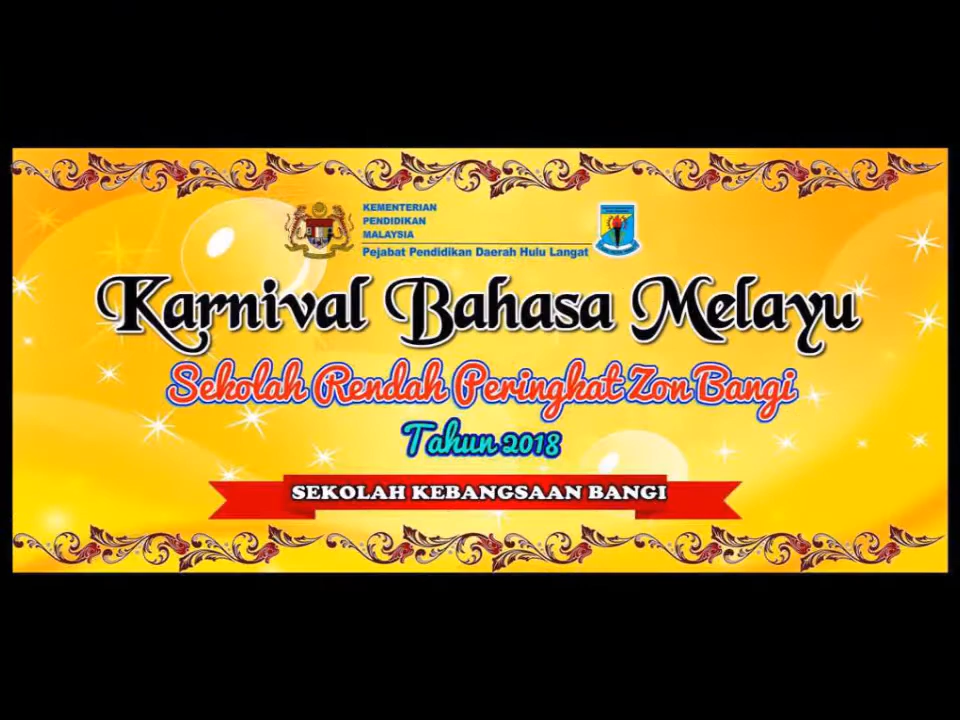 KEMENTERIAN
PENDIDIKAN
MALAYSIA
Pejabat Pendidikan Daerah Hulu Langat
Karnival Bahasa Melayu
Sekolah Rendah Peringkat Zon Bangi
Tahun 2018
SEKOLAH KEBANGSAAN BANGI